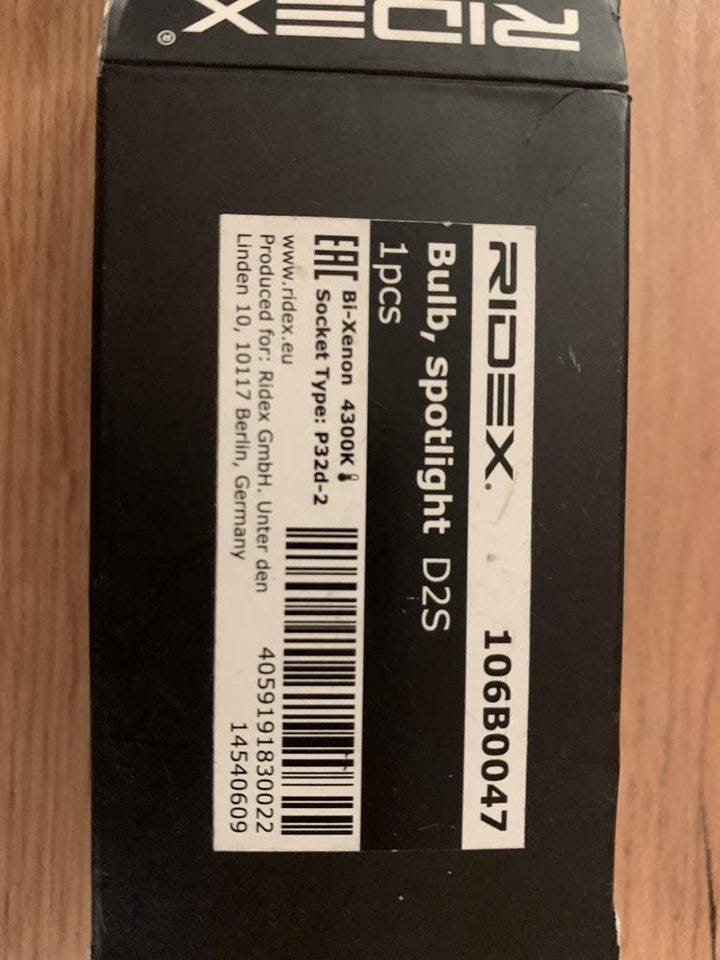 RIDEX®
RIDEX. 106B0047
Bulb, spotlight D2S
1pcs
EAC Bi-Xenon 4300K
Socket Type: P32d-2
www.ridex.eu
Produced for: Ridex GmbH. Unter den
Linden 10, 10117 Berlin, Germany
4059191830022
14540609